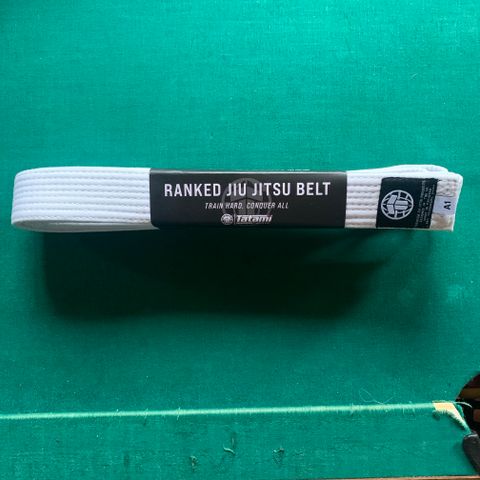 RANKED JIU JITSU BELT
TRAIN HARD, CONQUER ALL
Tatami
A1